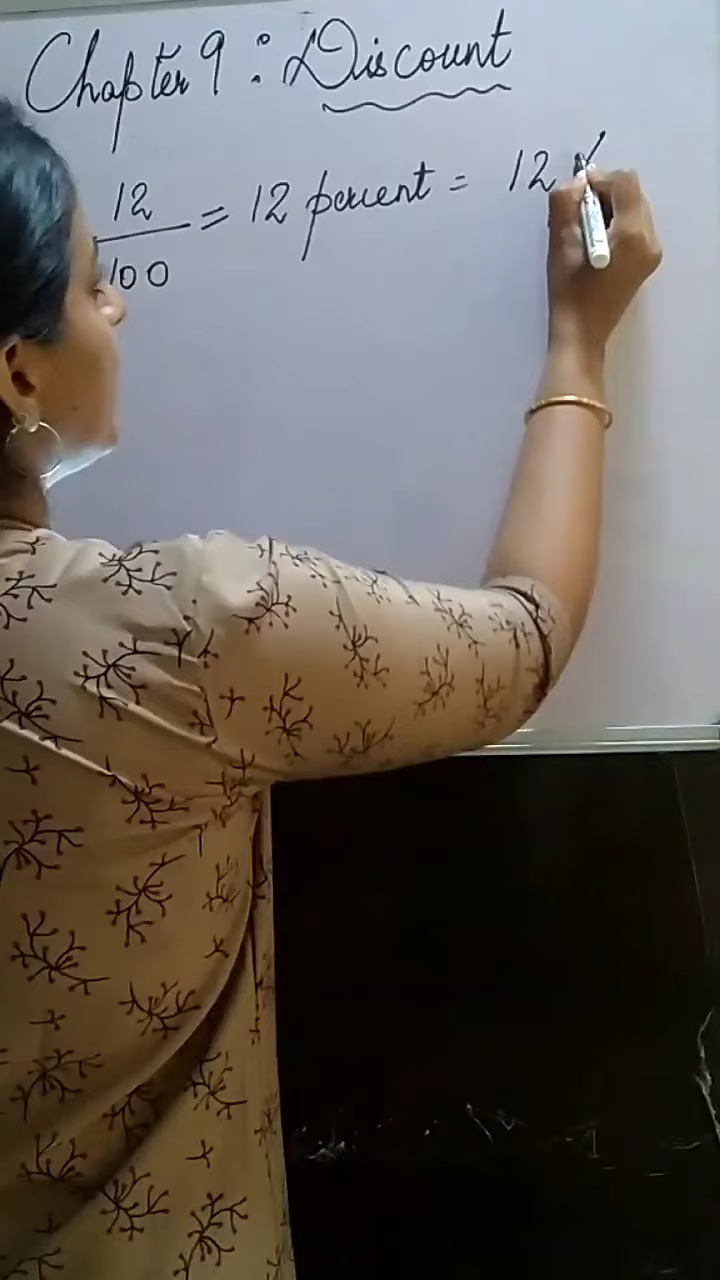 Chapter 9 : Discount
12/100 = 12 percent = 12 %